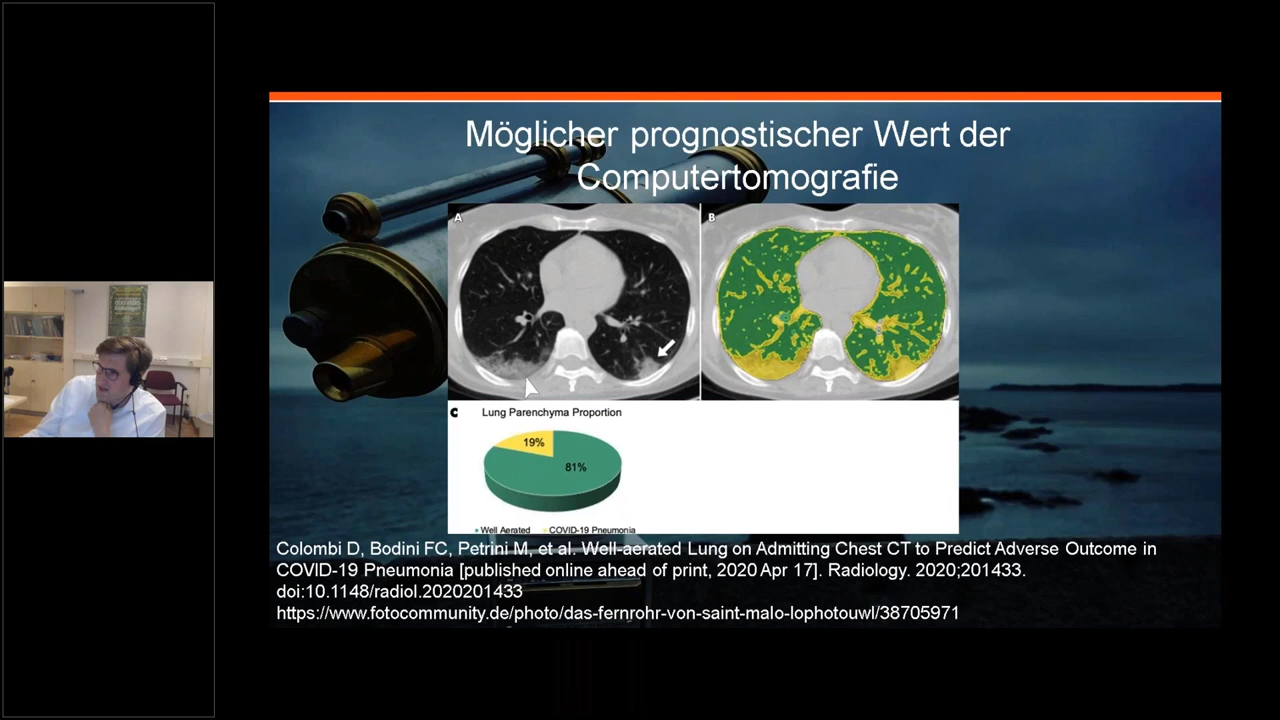 Möglicher prognostischer Wert der
Computertomografie
A
B
C
Lung Parenchyma Proportion
19%
81%
Well Aerated
COVID-19 Pneumonia
Colombi D, Bodini FC, Petrini M, et al. Well-aerated Lung on Admitting Chest CT to Predict Adverse Outcome in
COVID-19 Pneumonia [published online ahead of print, 2020 Apr 17]. Radiology. 2020;201433.
doi:10.1148/radiol.2020201433
https://www.fotocommunity.de/photo/das-fernrohr-von-saint-malo-lophotouwl/38705971